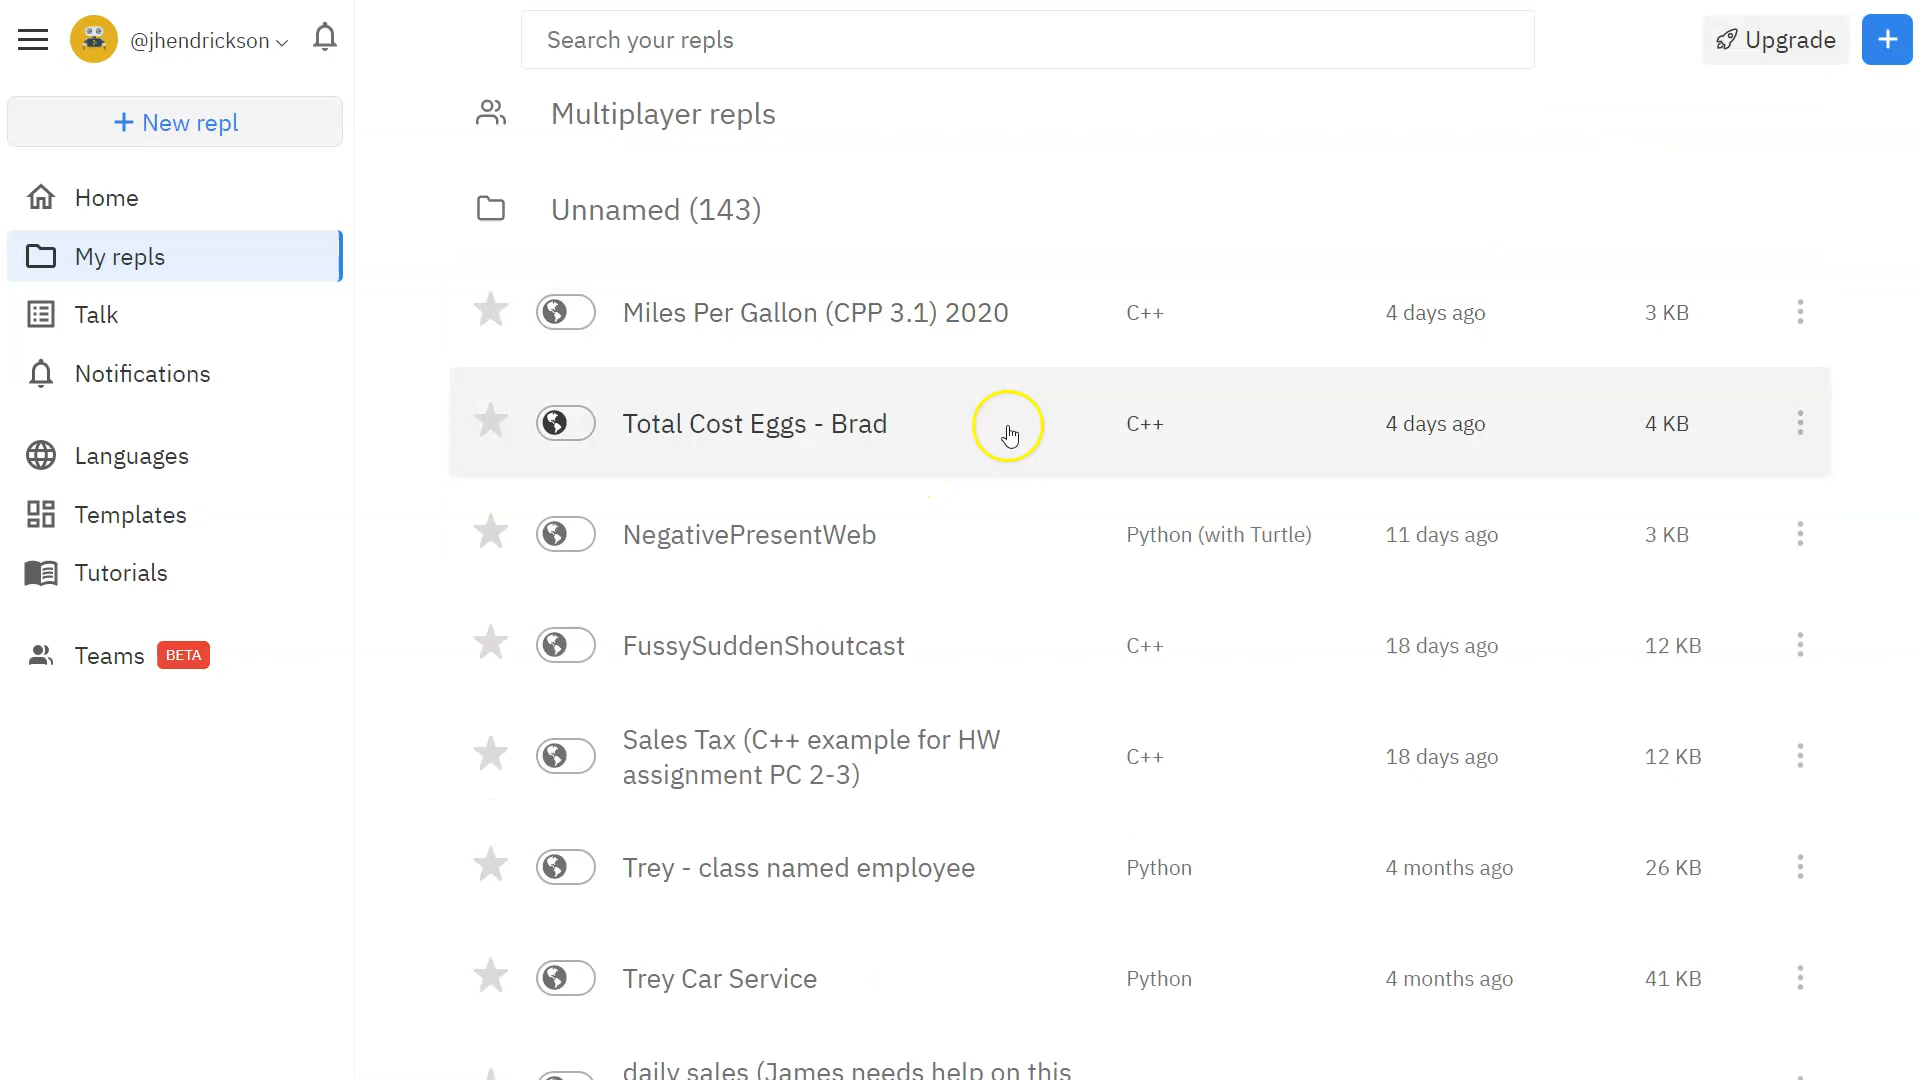 @jhendrickson
Search your repls
Upgrade
+ New repl
Multiplayer repls
Home
Unnamed (143)
My repls
Talk
Miles Per Gallon (CPP 3.1) 2020 C++ 4 days ago 3 KB
Notifications
Total Cost Eggs - Brad C++ 4 days ago 4 KB
Languages
Templates
NegativePresentWeb Python (with Turtle) 11 days ago 3 KB
Tutorials
FussySuddenShoutcast C++ 18 days ago 12 KB
Teams BETA
Sales Tax (C++ example for HW
assignment PC 2-3) C++ 18 days ago 12 KB
Trey - class named employee Python 4 months ago 26 KB
Trey Car Service Python 4 months ago 41 KB
daily sales (James needs help on this